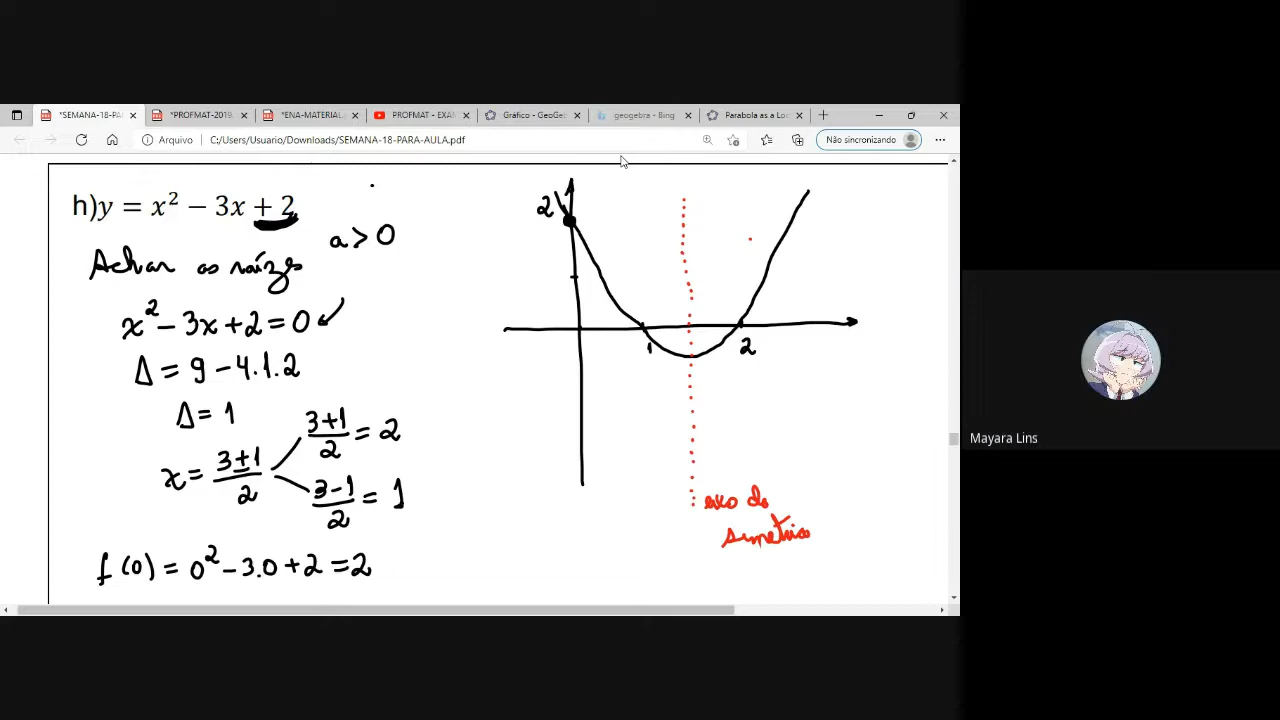 *SEMANA-18-PA
*PROFMAT-2019
*ENA-MATERIAL
PROFMAT - EXAM
Gráfico - GeoGe
geogebra - Bing
Parabola as a Loc
Arquivo
C:/Users/Usuario/Downloads/SEMANA-18-PARA-AULA.pdf
Não sincronizando
h)y = x² − 3x + 2
a > 0
Achar as raízes
x² − 3x + 2 = 0
Δ = 9 − 4.1.2
Δ = 1
x = 3±1/2
3+1/2 = 2
3−1/2 = 1
f(0) = 0² − 3.0 + 2 = 2
2
1
2
eixo de
simetria
Mayara Lins